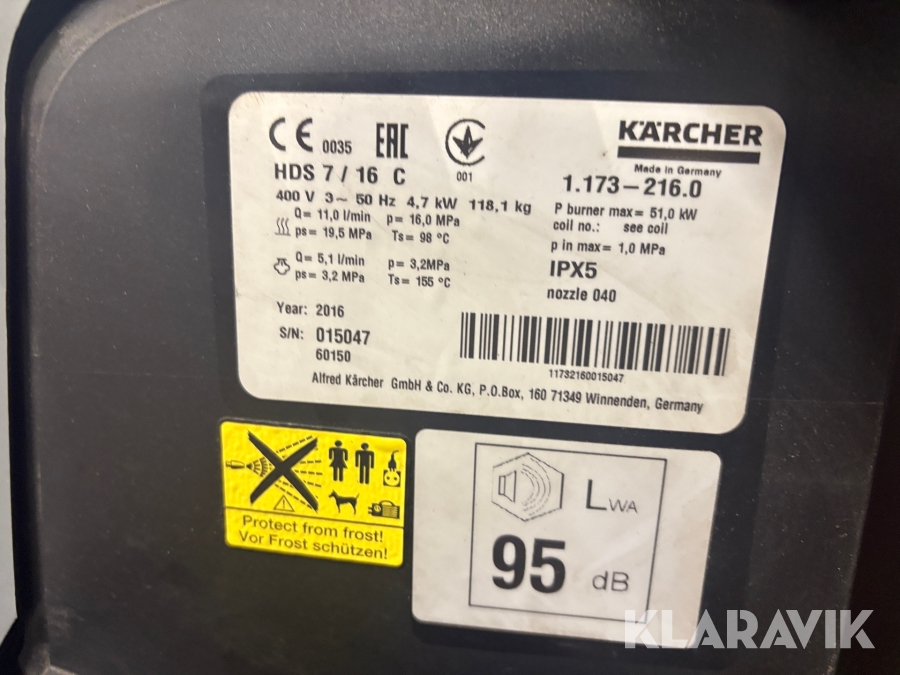 CE 0035 EAC 001
KÄRCHER
Made in Germany
HDS 7 / 16 C
1.173-216.0
400 V 3~ 50 Hz 4,7 kW 118,1 kg
Q= 11,0 l/min p= 16,0 MPa
ps= 19,5 MPa Ts= 98 °C
Q= 5,1 l/min p= 3,2MPa
ps= 3,2 MPa Ts= 155 °C
P burner max= 51,0 kW
coil no.: see coil
p in max= 1,0 MPa
IPX5
nozzle 040
Year: 2016
S/N: 015047
60150
11732160015047
Alfred Kärcher GmbH & Co. KG, P.O.Box, 160 71349 Winnenden, Germany
Protect from frost!
Vor Frost schützen!
LWA
95 dB
KLARAVIK